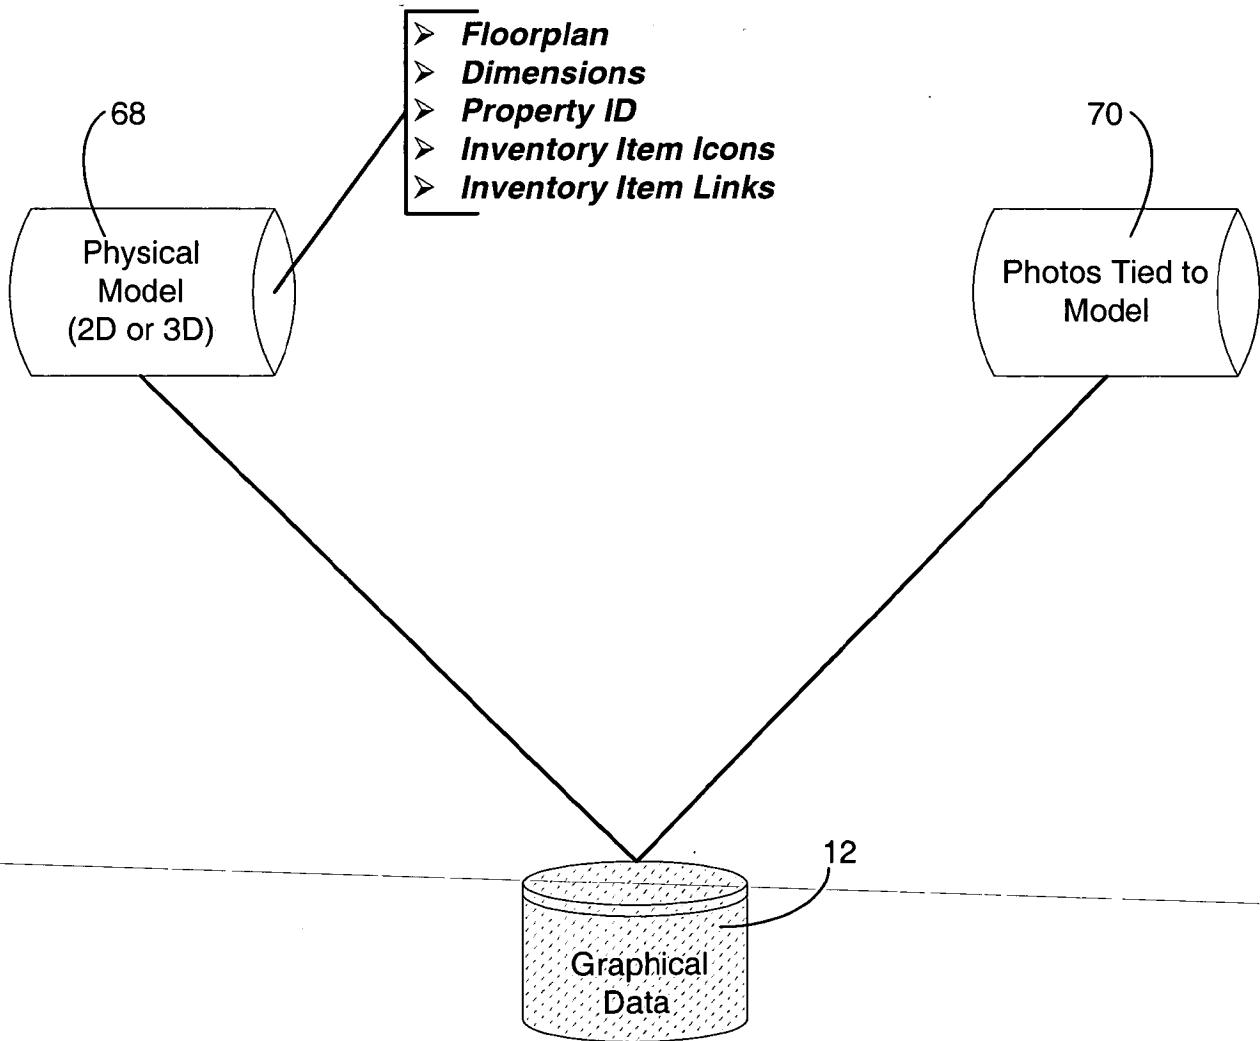 Floorplan
Dimensions
Property ID
Inventory Item Icons
Inventory Item Links
68
70
Physical
Model
(2D or 3D)
Photos Tied to
Model
12
Graphical
Data